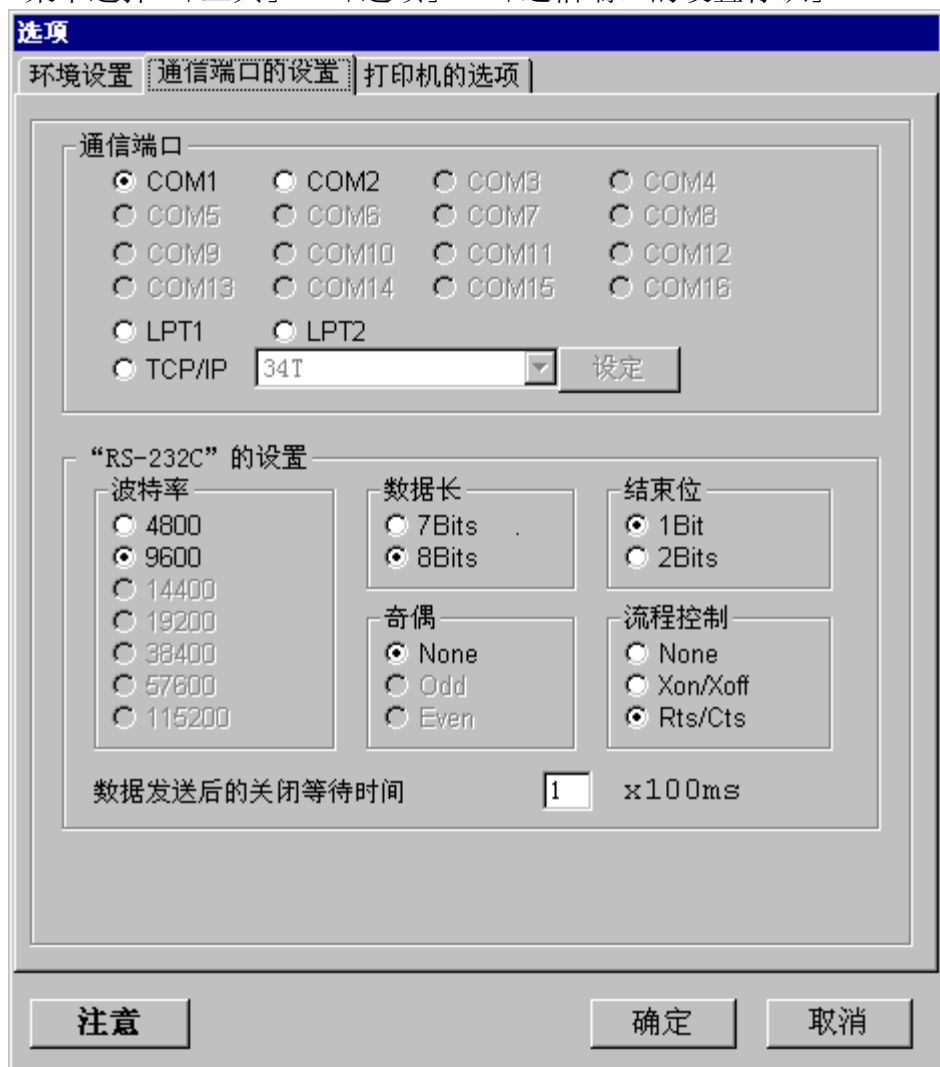 选项
环境设置 通信端口的设置 打印机的选项
通信端口
COM1 COM2 COM3 COM4
COM5 COM6 COM7 COM8
COM9 COM10 COM11 COM12
COM13 COM14 COM15 COM16
LPT1 LPT2
TCP/IP 34T 设定
“RS-232C”的设置
波特率 数据长 结束位
4800 7Bits . 1Bit
9600 8Bits 2Bits
14400
19200 奇偶 流程控制
38400 None None
57600 Odd Xon/Xoff
115200 Even Rts/Cts
数据发送后的关闭等待时间 1 x100ms
注意 确定 取消